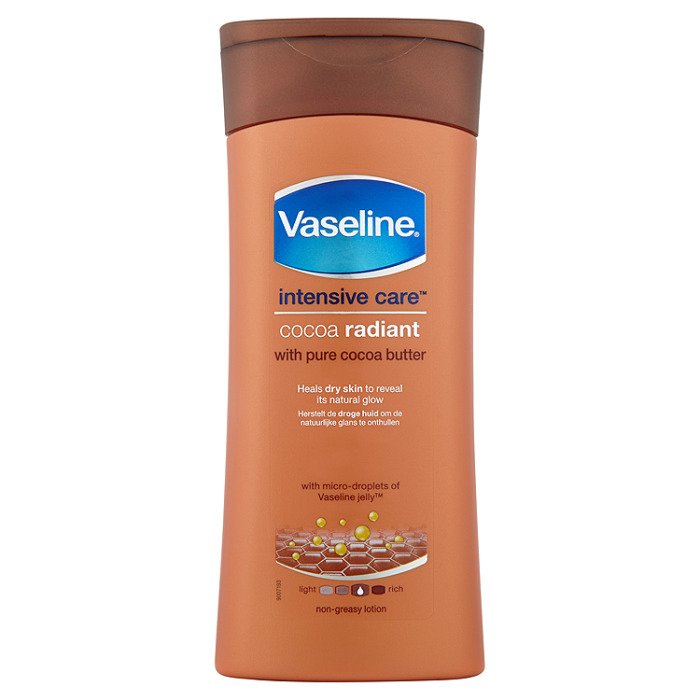 Vaseline®
intensive care™
cocoa radiant
with pure cocoa butter
Heals dry skin to reveal
its natural glow
Herstelt de droge huid om de
natuurlijke glans te onthullen
with micro-droplets of
Vaseline jelly™
light rich
non-greasy lotion